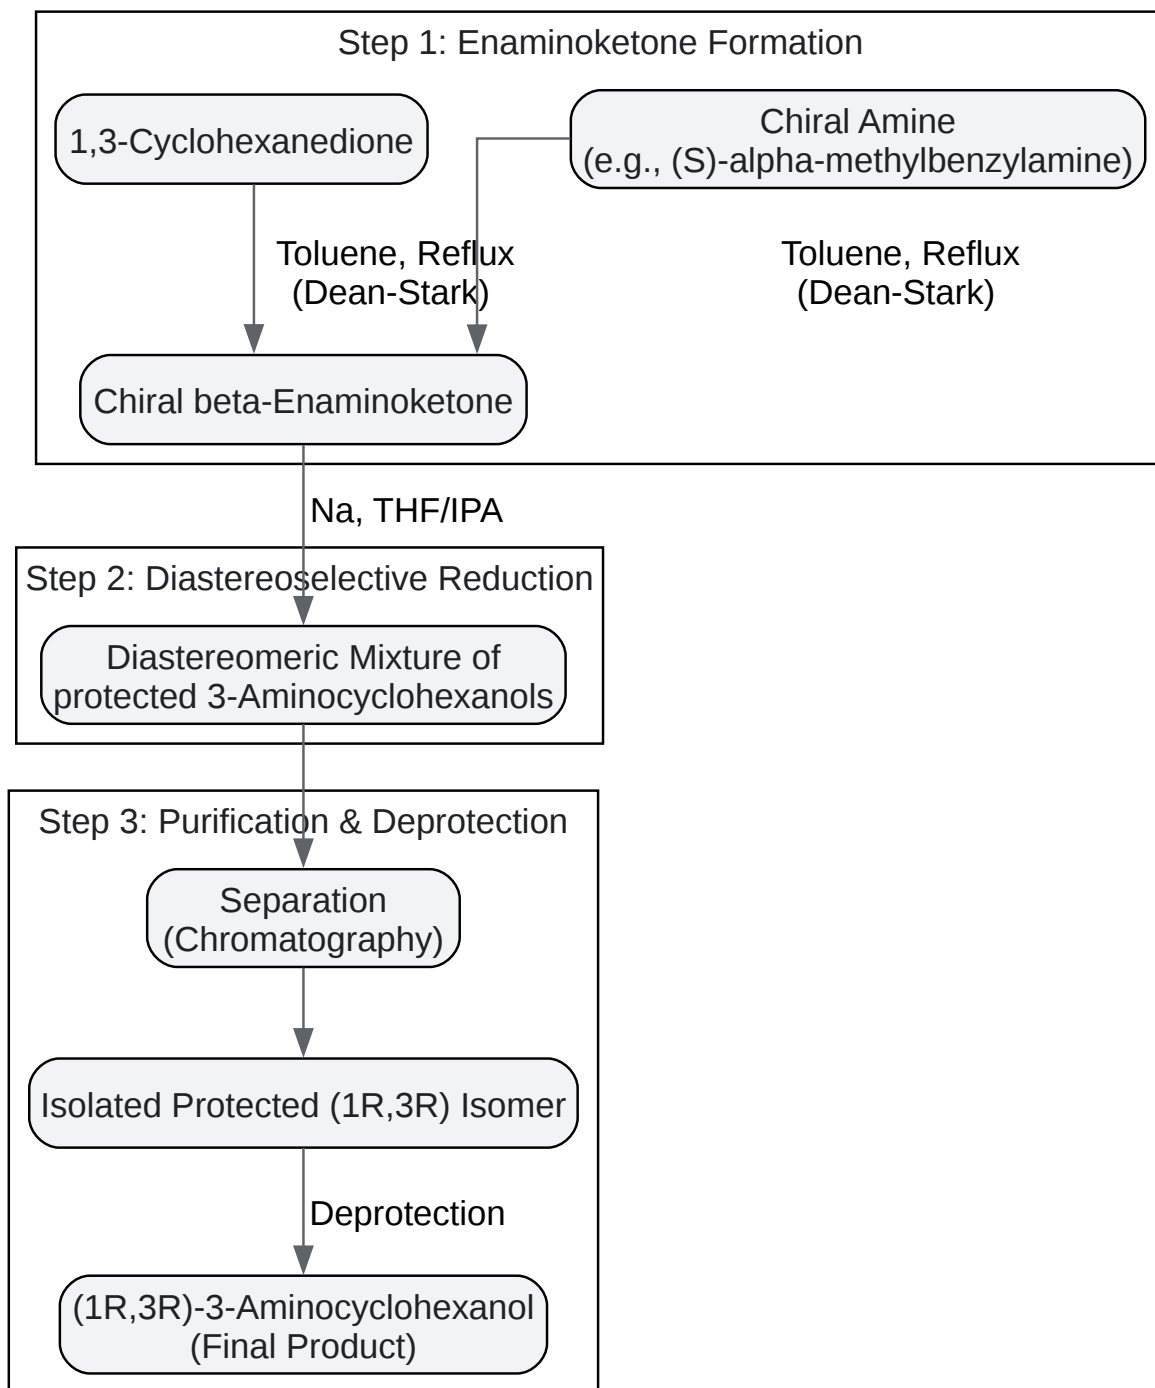 Step 1: Enaminoketone Formation
1,3-Cyclohexanedione
Chiral Amine
(e.g., (S)-alpha-methylbenzylamine)
Toluene, Reflux
(Dean-Stark)
Toluene, Reflux
(Dean-Stark)
Chiral beta-Enaminoketone
Na, THF/IPA
Step 2: Diastereoselective Reduction
Diastereomeric Mixture of
protected 3-Aminocyclohexanols
Step 3: Purification & Deprotection
Separation
(Chromatography)
Isolated Protected (1R,3R) Isomer
Deprotection
(1R,3R)-3-Aminocyclohexanol
(Final Product)